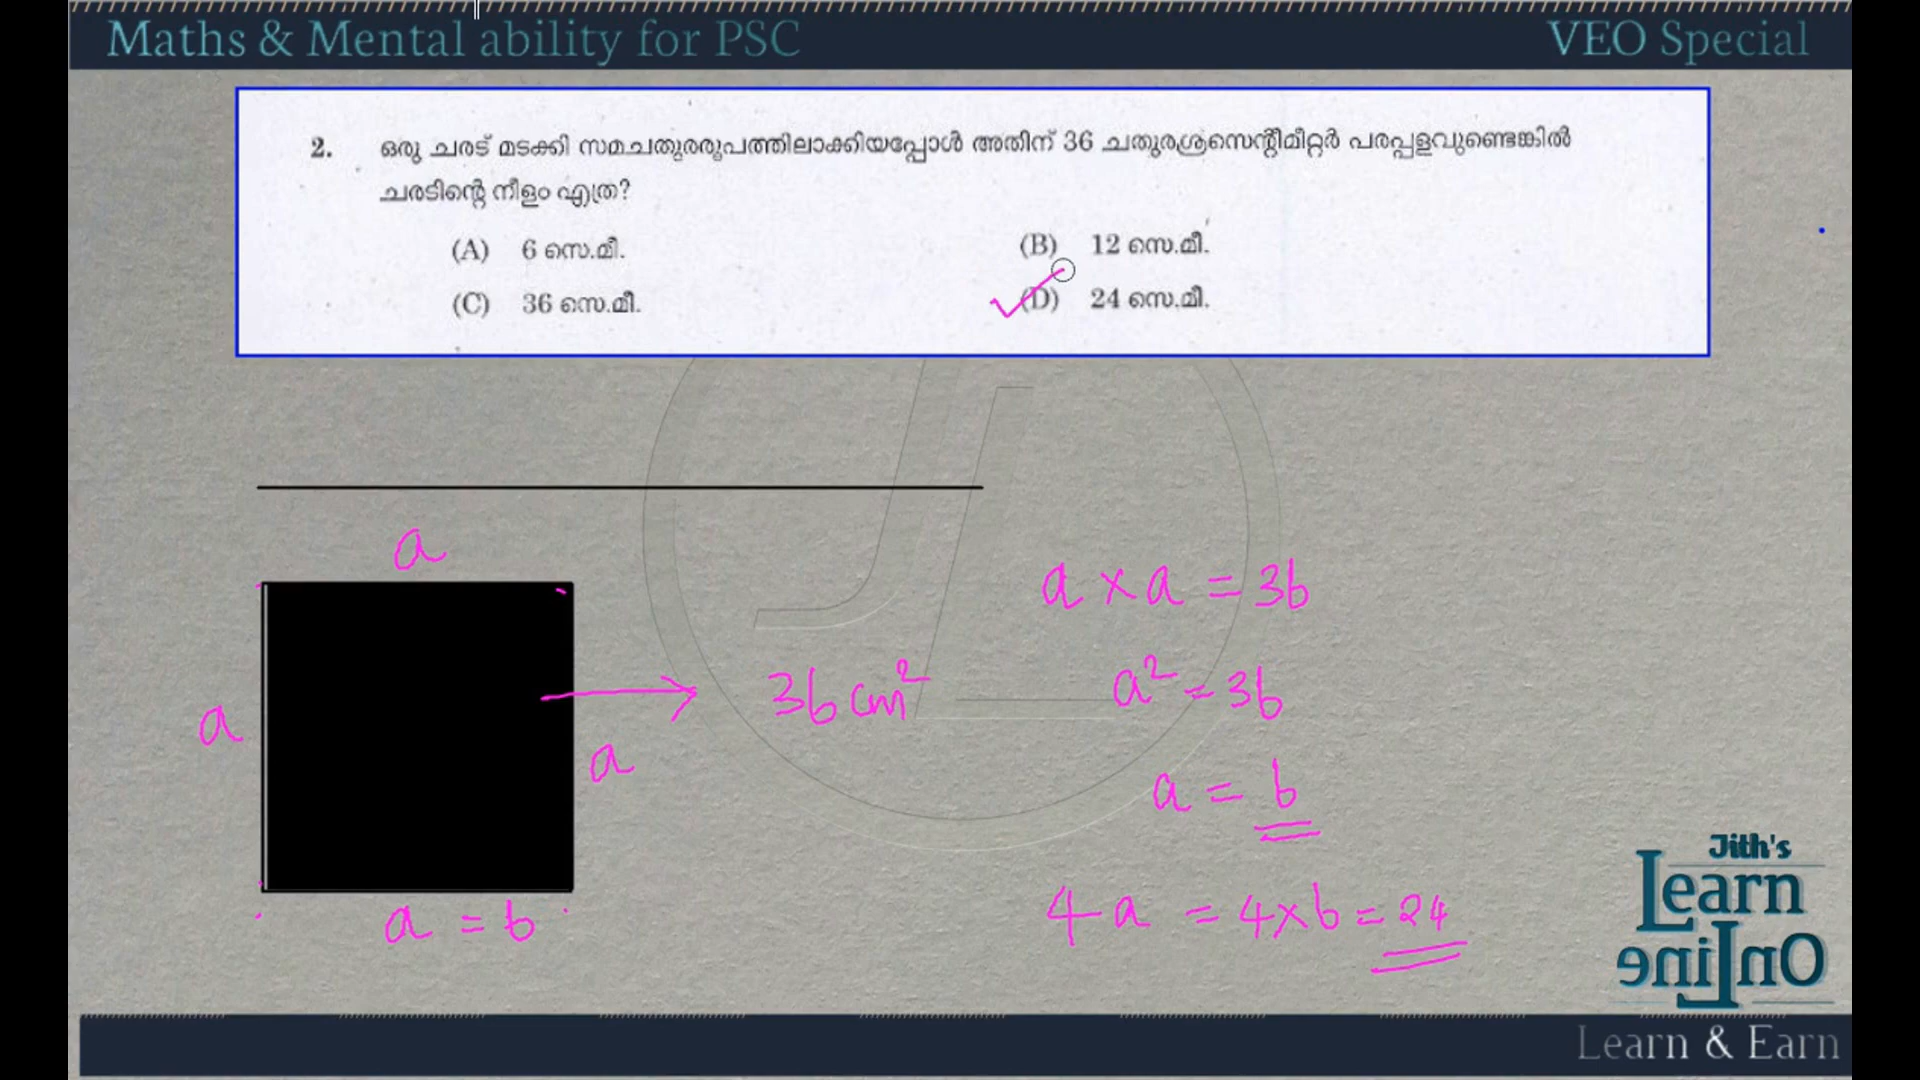 Maths & Mental ability for PSC
VEO Special
2. ഒരു ചരട് മടക്കി സമചതുരരൂപത്തിലാക്കിയപ്പോൾ അതിന് 36 ചതുരശ്രസെന്റീമീറ്റർ പരപ്പളവുണ്ടെങ്കിൽ
ചരടിന്റെ നീളം എത്ര?
(A) 6 സെ.മീ.
(B) 12 സെ.മീ.
(C) 36 സെ.മീ.
(D) 24 സെ.മീ.
a
a × a = 36
36 cm²
a² = 36
a
a
a = 6
a = 6
4a = 4×6 = 24
Jith's
Learn
OnLine
Learn & Earn